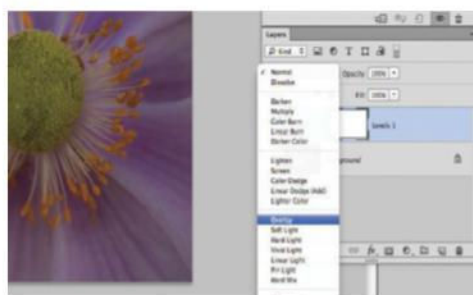 Layers
Kind
Normal
Opacity: 100%
Dissolve
Fill: 100%
Darken
Multiply
Color Burn
Levels 1
Linear Burn
Darker Color
Lighten
Screen
Color Dodge
Linear Dodge (Add)
Lighter Color
Overlay
Soft Light
Hard Light
Vivid Light
Linear Light
Pin Light
Hard Mix